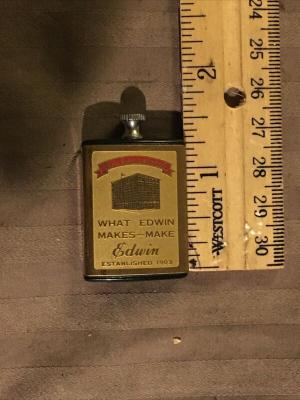 WHAT EDWIN
MAKES—MAKE
Edwin
ESTABLISHED 1903
WESTCOTT
2
1
24
25
26
27
28
29
30